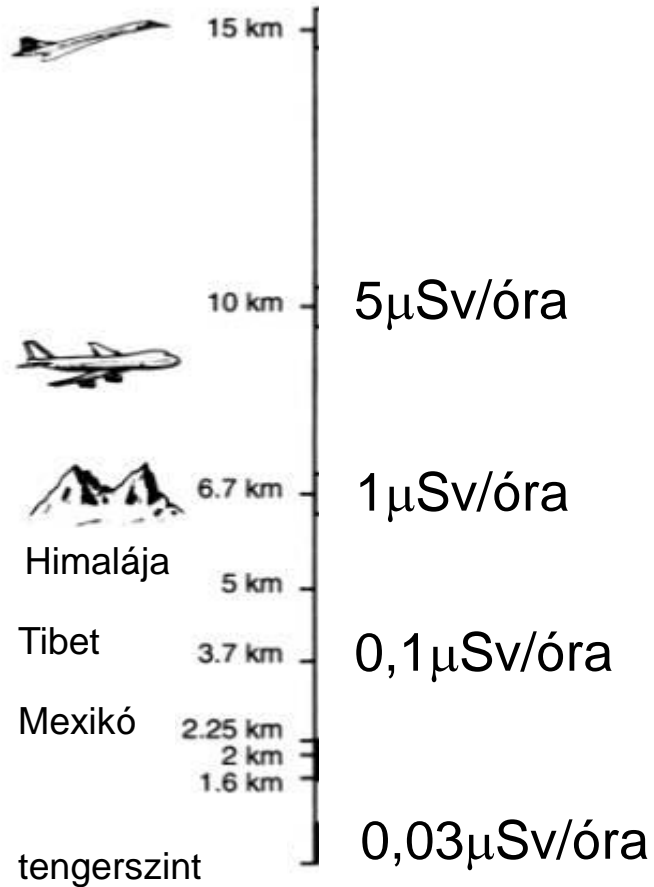 15 km
10 km 5μSv/óra
6.7 km 1μSv/óra
Himalája
5 km
Tibet 3.7 km 0,1μSv/óra
Mexikó 2.25 km
2 km
1.6 km
0,03μSv/óra
tengerszint